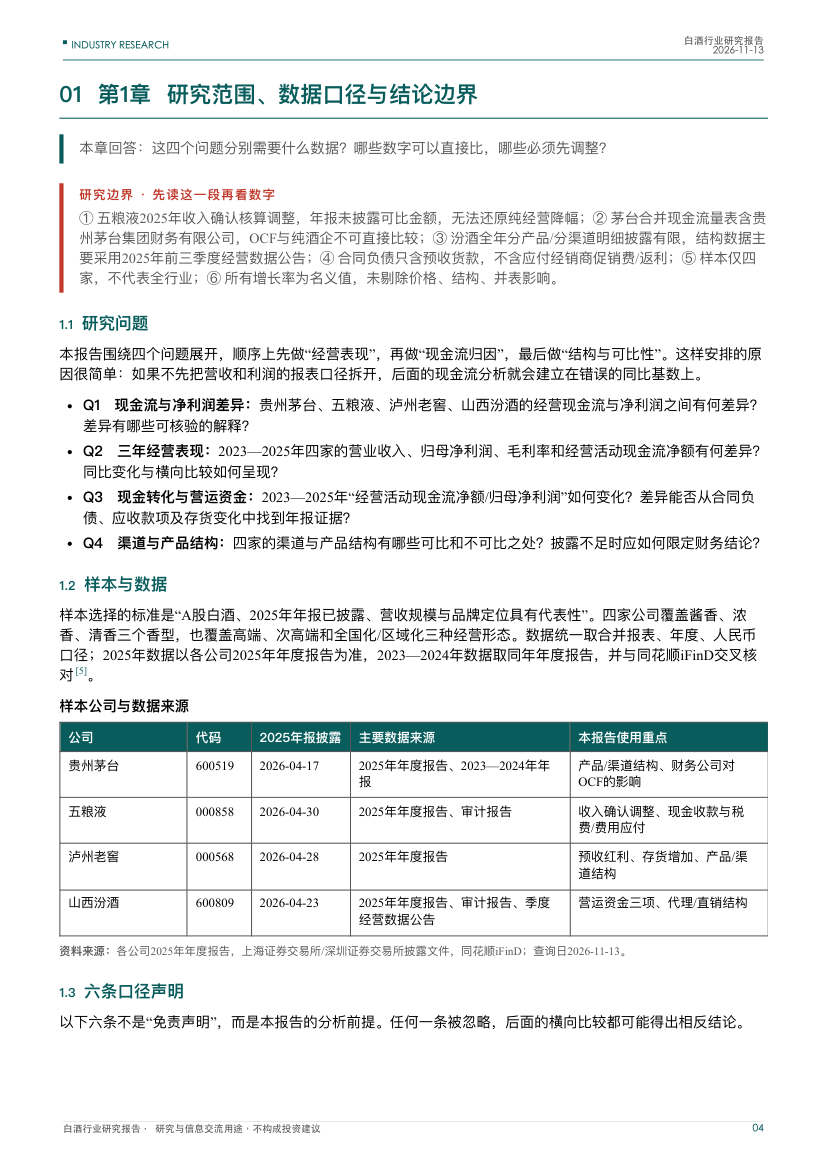 INDUSTRY RESEARCH
白酒行业研究报告
2026-11-13
01 第1章 研究范围、数据口径与结论边界
本章回答：这四个问题分别需要什么数据？哪些数字可以直接比，哪些必须先调整？
研究边界 · 先读这一段再看数字
① 五粮液2025年收入确认核算调整，年报未披露可比金额，无法还原纯经营降幅；② 茅台合并现金流量表含贵
州茅台集团财务有限公司，OCF与纯酒企不可直接比较；③ 汾酒全年分产品/分渠道明细披露有限，结构数据主
要采用2025年前三季度经营数据公告；④ 合同负债只含预收货款，不含应付经销商促销费/返利；⑤ 样本仅四
家，不代表全行业；⑥ 所有增长率为名义值，未剔除价格、结构、并表影响。
1.1 研究问题
本报告围绕四个问题展开，顺序上先做“经营表现”，再做“现金流归因”，最后做“结构与可比性”。这样安排的原
因很简单：如果不先把营收和利润的报表口径拆开，后面的现金流分析就会建立在错误的同比基数上。
• Q1 现金流与净利润差异：贵州茅台、五粮液、泸州老窖、山西汾酒的经营现金流与净利润之间有何差异？
差异有哪些可核验的解释？
• Q2 三年经营表现：2023—2025年四家的营业收入、归母净利润、毛利率和经营活动现金流净额有何差异？
同比变化与横向比较如何呈现？
• Q3 现金转化与营运资金：2023—2025年“经营活动现金流净额/归母净利润”如何变化？差异能否从合同负
债、应收款项及存货变化中找到年报证据？
• Q4 渠道与产品结构：四家的渠道与产品结构有哪些可比和不可比之处？披露不足时应如何限定财务结论？
1.2 样本与数据
样本选择的标准是“A股白酒、2025年年报已披露、营收规模与品牌定位具有代表性”。四家公司覆盖酱香、浓
香、清香三个香型，也覆盖高端、次高端和全国化/区域化三种经营形态。数据统一取合并报表、年度、人民币
口径；2025年数据以各公司2025年年度报告为准，2023—2024年数据取同年年度报告，并与同花顺iFinD交叉核
对[5]。
样本公司与数据来源
公司 代码 2025年报披露 主要数据来源 本报告使用重点
贵州茅台 600519 2026-04-17 2025年年度报告、2023—2024年年 产品/渠道结构、财务公司对
报 OCF的影响
五粮液 000858 2026-04-30 2025年年度报告、审计报告 收入确认调整、现金收款与税
费/费用应付
泸州老窖 000568 2026-04-28 2025年年度报告 预收红利、存货增加、产品/渠
道结构
山西汾酒 600809 2026-04-23 2025年年度报告、审计报告、季度 营运资金三项、代理/直销结构
经营数据公告
资料来源：各公司2025年年度报告，上海证券交易所/深圳证券交易所披露文件，同花顺iFinD；查询日2026-11-13。
1.3 六条口径声明
以下六条不是“免责声明”，而是本报告的分析前提。任何一条被忽略，后面的横向比较都可能得出相反结论。
白酒行业研究报告 · 研究与信息交流用途 · 不构成投资建议
04